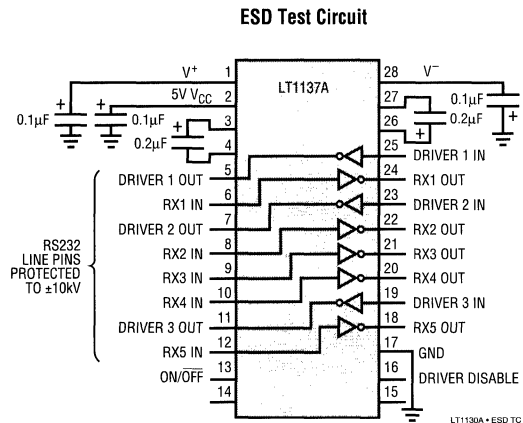 ESD Test Circuit
LT1137A
V+ 1
5V VCC 2
3
4
0.1µF
+
0.1µF
+
0.2µF
+
DRIVER 1 OUT 5
RX1 IN 6
DRIVER 2 OUT 7
RX2 IN 8
RX3 IN 9
RX4 IN 10
DRIVER 3 OUT 11
RX5 IN 12
ON/OFF 13
14
RS232
LINE PINS
PROTECTED
TO ±10kV
28 V–
27
26
0.1µF
+
0.2µF
+
25 DRIVER 1 IN
24 RX1 OUT
23 DRIVER 2 IN
22 RX2 OUT
21 RX3 OUT
20 RX4 OUT
19 DRIVER 3 IN
18 RX5 OUT
17 GND
16 DRIVER DISABLE
15
LT1130A • ESD TC